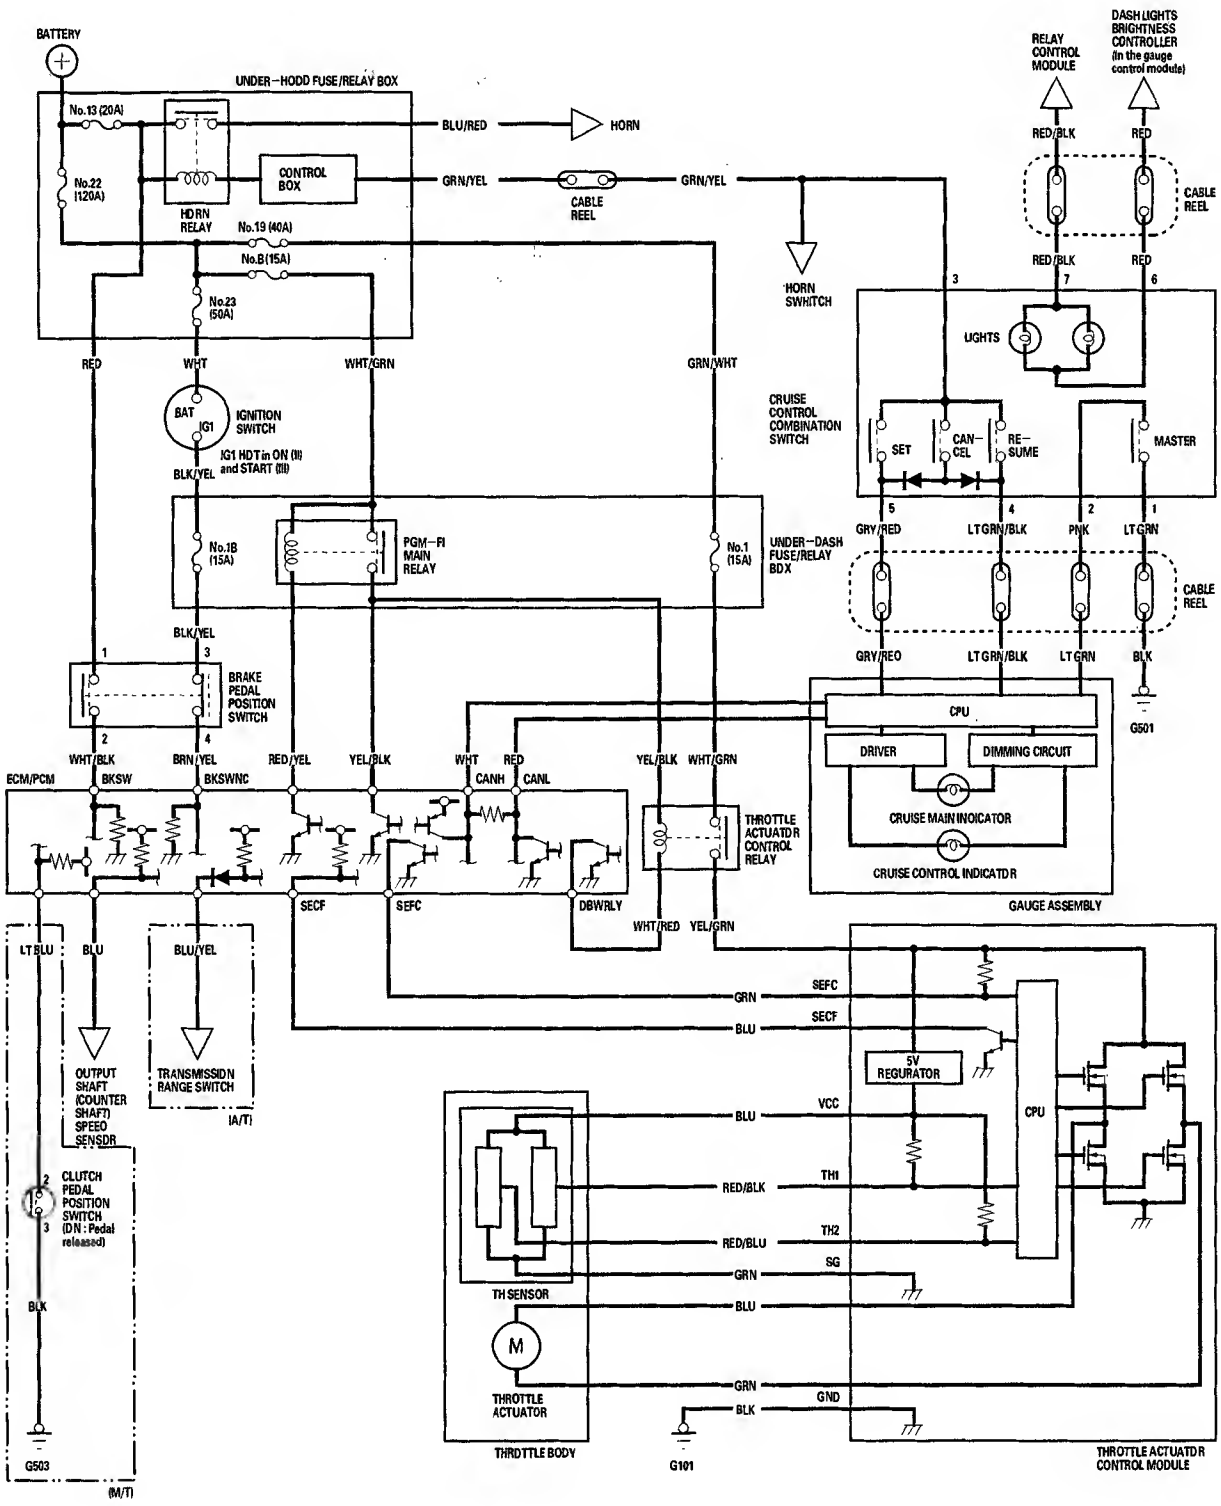 BATTERY
UNDER-HODD FUSE/RELAY BOX
No.13 (20A)
No.22
(120A)
HDRN
RELAY
CONTROL
BOX
No.19 (40A)
No.B(15A)
No.23
(50A)
BLU/RED
HORN
GRN/YEL
CABLE
REEL
GRN/YEL
HORN
SWHITCH
RELAY
CONTROL
MODULE
DASH LIGHTS
BRIGHTNESS
CONTROLLER
(In the gauge
control module)
RED/BLK
RED
CABLE
REEL
RED/BLK
RED
3
7
6
LIGHTS
CRUISE
CONTROL
COMBINATION
SWITCH
SET
CAN-
CEL
RE-
SUME
MASTER
5
4
2
1
GRY/RED
LT GRN/BLK
PNK
LT GRN
CABLE
REEL
GRY/REO
LT GRN/BLK
LT GRN
BLK
G501
RED
WHT
WHT/GRN
GRN/WHT
BAT
IG1
IGNITION
SWITCH
IG1 HDT in ON (II)
and START (III)
BLK/YEL
No.1B
(15A)
PGM-FI
MAIN
RELAY
No.1
(15A)
UNDER-DASH
FUSE/RELAY
BDX
BLK/YEL
1
3
BRAKE
PEDAL
POSITION
SWITCH
2
4
WHT/BLK
BRN/YEL
RED/YEL
YEL/BLK
WHT
RED
YEL/BLK
WHT/GRN
CPU
DRIVER
DIMMING CIRCUIT
CRUISE MAIN INDICATOR
CRUISE CONTROL INDICATDR
GAUGE ASSEMBLY
ECM/PCM
BKSW
BKSWNC
CANH
CANL
THROTTLE
ACTUATDR
CONTROL
RELAY
SECF
SEFC
DBWRLY
WHT/RED
YEL/GRN
LT BLU
BLU
BLU/YEL
OUTPUT
SHAFT
(COUNTER
SHAFT)
SPEEO
SENSDR
TRANSMISSIDN
RANGE SWITCH
(A/T)
2
3
CLUTCH
PEDAL
POSITION
SWITCH
(DN : Pedal
released)
BLK
G503
(M/T)
GRN
SEFC
BLU
SECF
5V
REGURATOR
CPU
BLU
VCC
RED/BLK
TH1
RED/BLU
TH2
GRN
SG
BLU
TH SENSOR
M
THROTTLE
ACTUATOR
GRN
GND
BLK
G101
THRDTTLE BODY
THROTTLE ACTUATDR
CONTROL MODULE